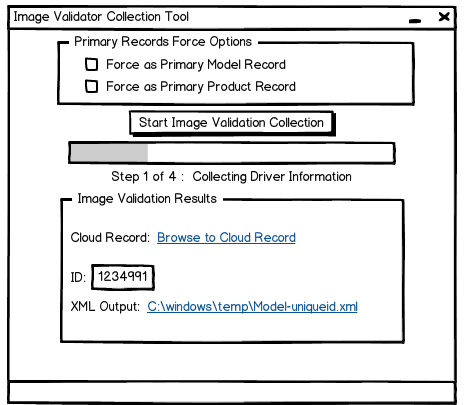 Image Validator Collection Tool
Primary Records Force Options
Force as Primary Model Record
Force as Primary Product Record
Start Image Validation Collection
Step 1 of 4 : Collecting Driver Information
Image Validation Results
Cloud Record: Browse to Cloud Record
ID: 1234991
XML Output: C:\windows\temp\Model-uniqueid.xml